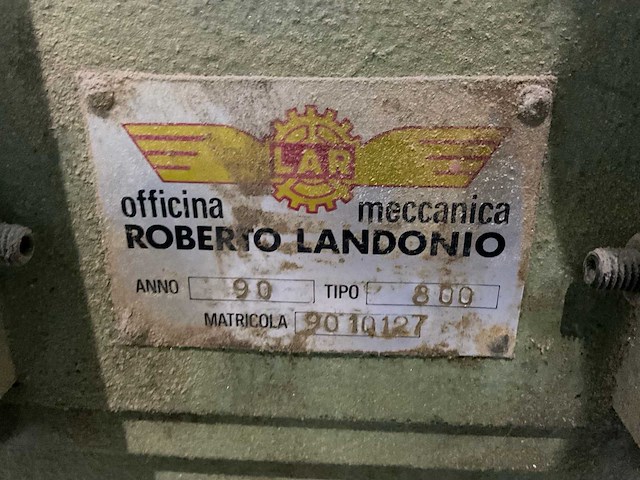 LAR
officina meccanica
ROBERTO LANDONIO
ANNO 90 TIPO 800
MATRICOLA 9010127